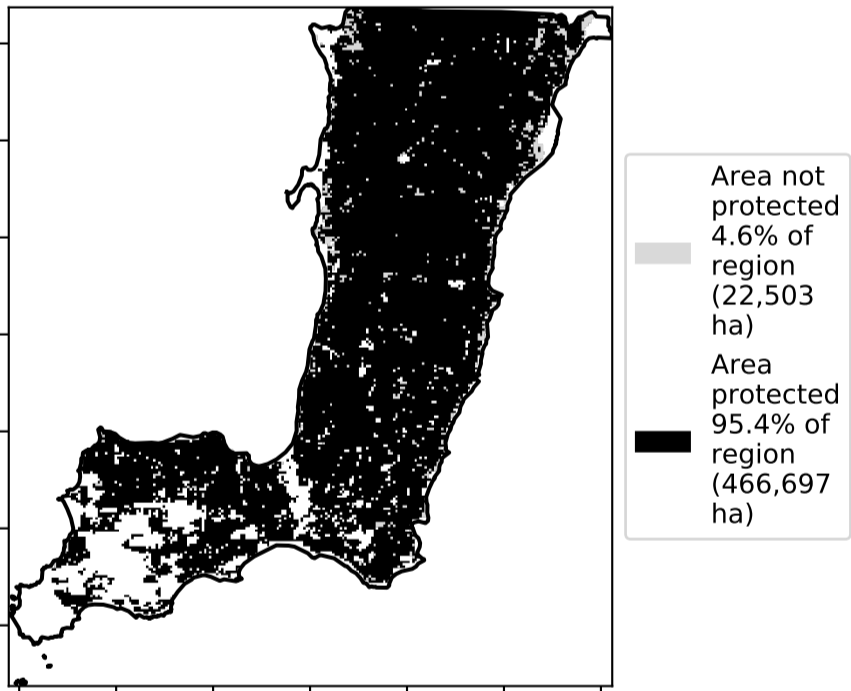 Area not
protected
4.6% of
region
(22,503
ha)
Area
protected
95.4% of
region
(466,697
ha)